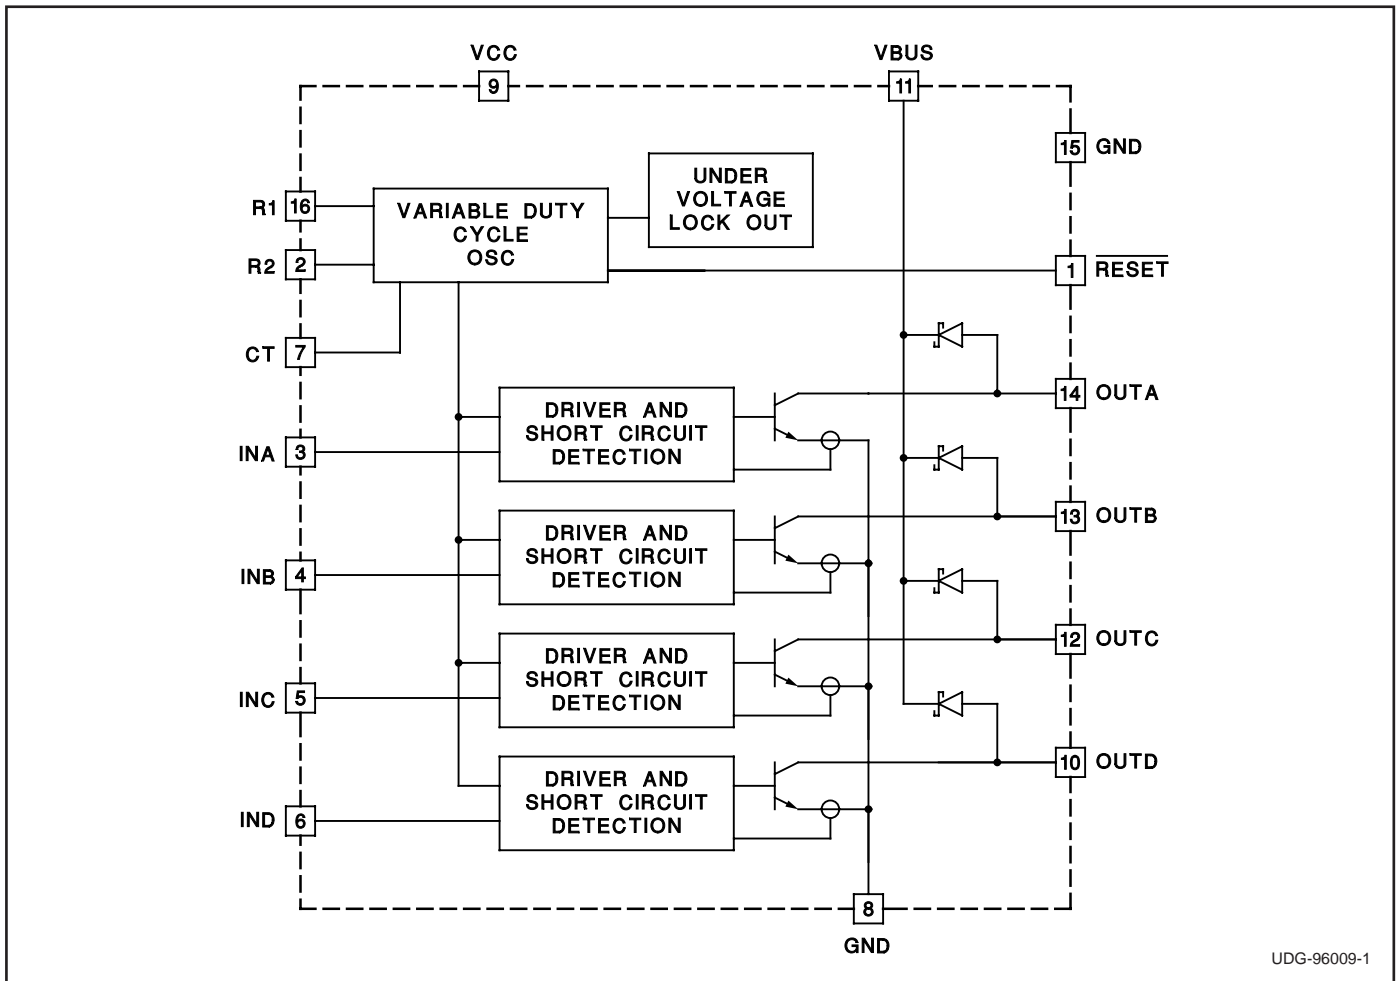 VCC
VBUS
9
11
15 GND
UNDER
VOLTAGE
LOCK OUT
R1 16
VARIABLE DUTY
CYCLE
OSC
R2 2
1 RESET
CT 7
14 OUTA
DRIVER AND
SHORT CIRCUIT
DETECTION
INA 3
13 OUTB
DRIVER AND
SHORT CIRCUIT
DETECTION
INB 4
12 OUTC
DRIVER AND
SHORT CIRCUIT
DETECTION
INC 5
10 OUTD
DRIVER AND
SHORT CIRCUIT
DETECTION
IND 6
8
GND
UDG-96009-1